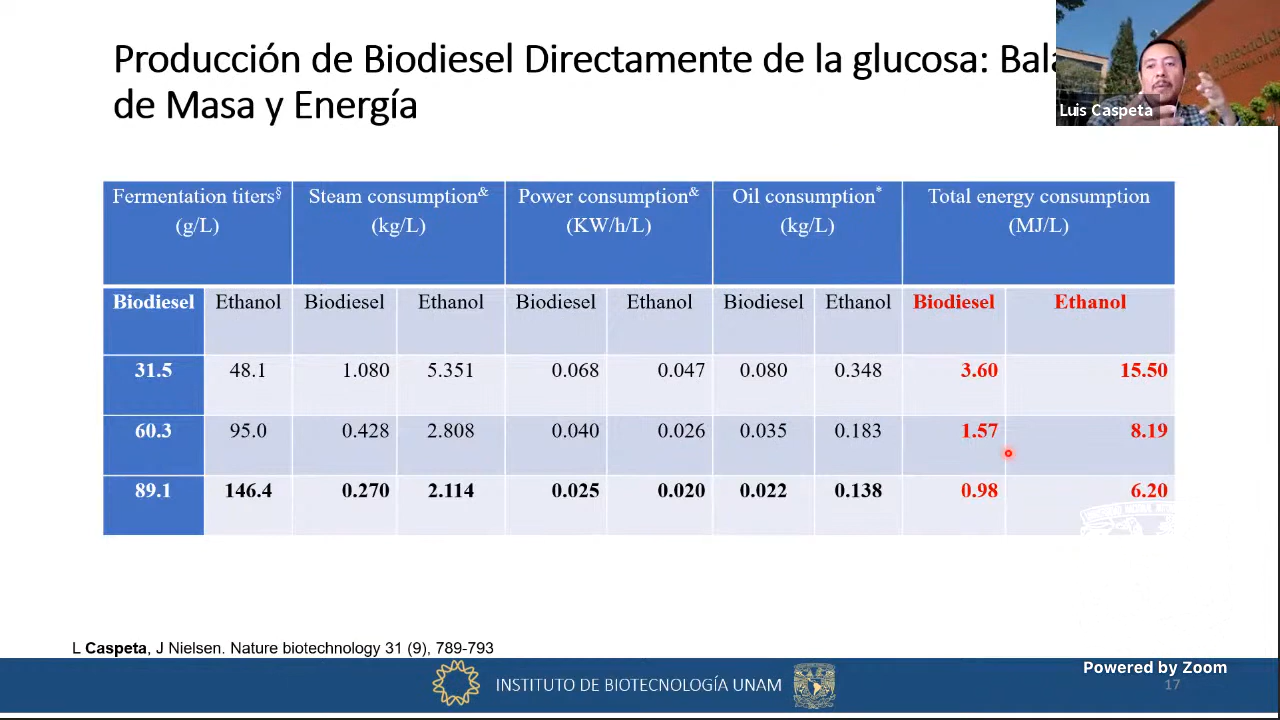 Producción de Biodiesel Directamente de la glucosa: Bala
de Masa y Energía
Luis Caspeta
Fermentation titers§ Steam consumption& Power consumption& Oil consumption* Total energy consumption
(g/L) (kg/L) (KW/h/L) (kg/L) (MJ/L)
Biodiesel Ethanol Biodiesel Ethanol Biodiesel Ethanol Biodiesel Ethanol Biodiesel Ethanol
31.5 48.1 1.080 5.351 0.068 0.047 0.080 0.348 3.60 15.50
60.3 95.0 0.428 2.808 0.040 0.026 0.035 0.183 1.57 8.19
89.1 146.4 0.270 2.114 0.025 0.020 0.022 0.138 0.98 6.20
L Caspeta, J Nielsen. Nature biotechnology 31 (9), 789-793
INSTITUTO DE BIOTECNOLOGÍA UNAM
Powered by Zoom
17